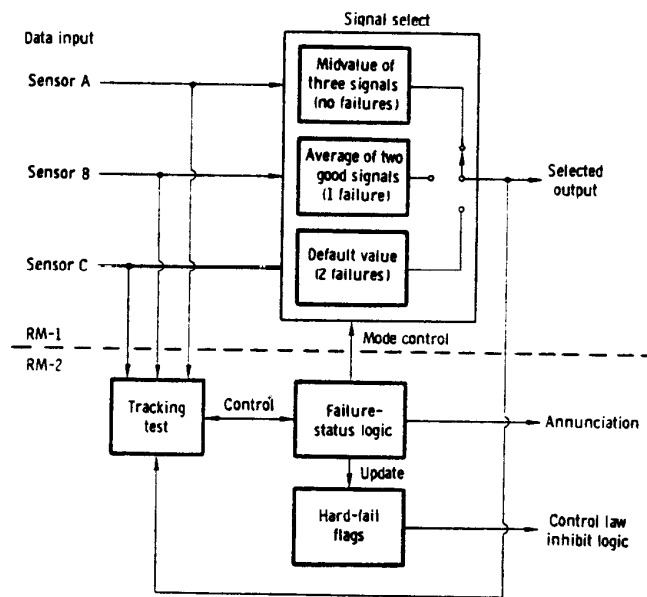 Signal select
Data input
Sensor A
Midvalue of
three signals
(no failures)
Sensor B
Average of two
good signals
(1 failure)
Selected
output
Sensor C
Default value
(2 failures)
RM-1
Mode control
RM-2
Tracking
test
Control
Failure-
status logic
Annunciation
Update
Hard-fail
flags
Control law
inhibit logic